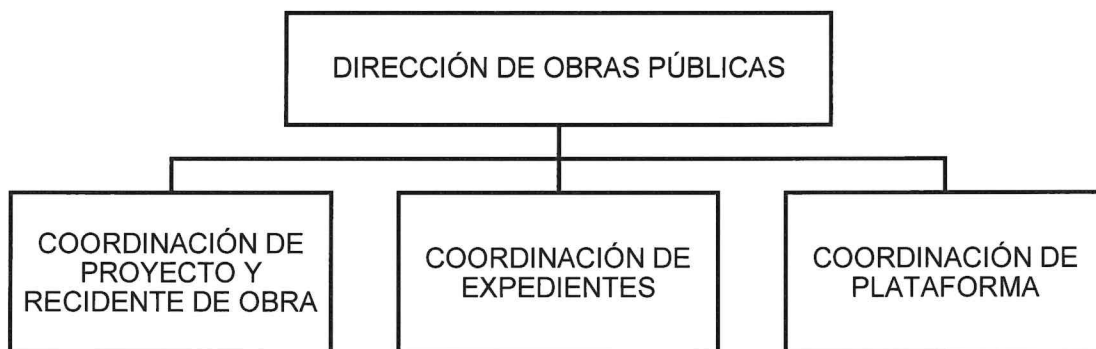 DIRECCIÓN DE OBRAS PÚBLICAS
COORDINACIÓN DE
PROYECTO Y
RECIDENTE DE OBRA
COORDINACIÓN DE
EXPEDIENTES
COORDINACIÓN DE
PLATAFORMA